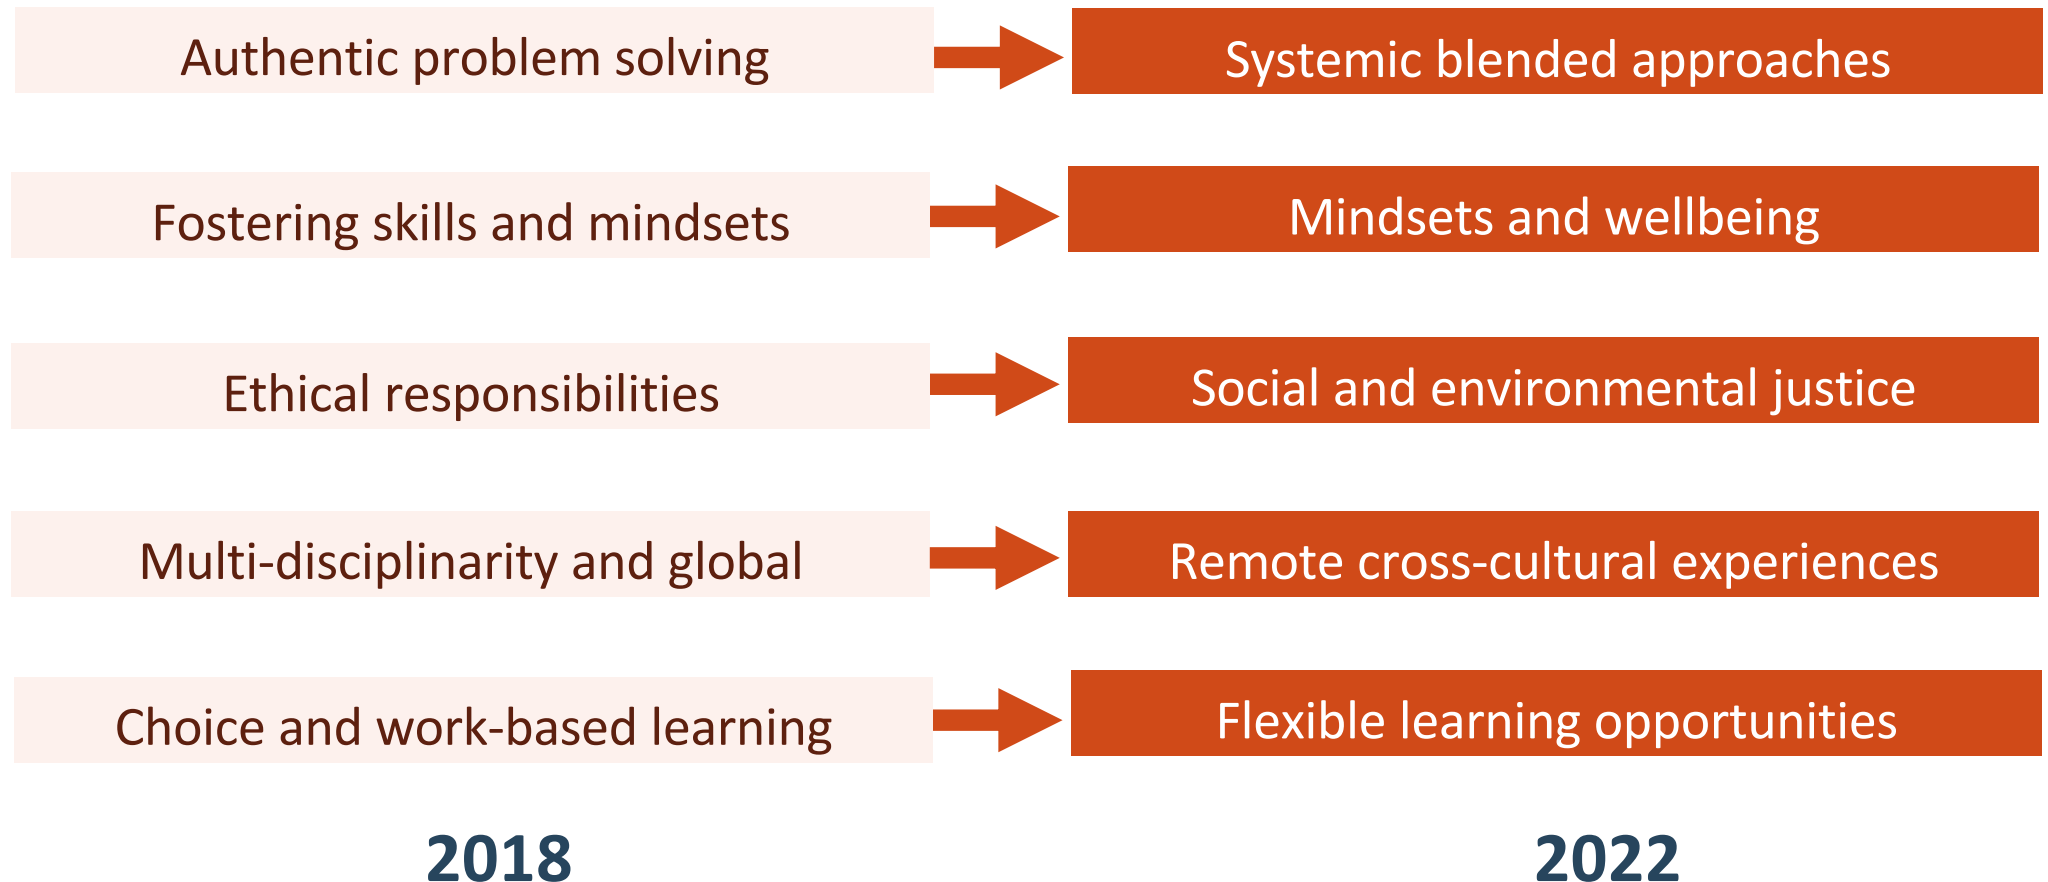 Authentic problem solving
Systemic blended approaches
Fostering skills and mindsets
Mindsets and wellbeing
Ethical responsibilities
Social and environmental justice
Multi-disciplinarity and global
Remote cross-cultural experiences
Choice and work-based learning
Flexible learning opportunities
2018
2022